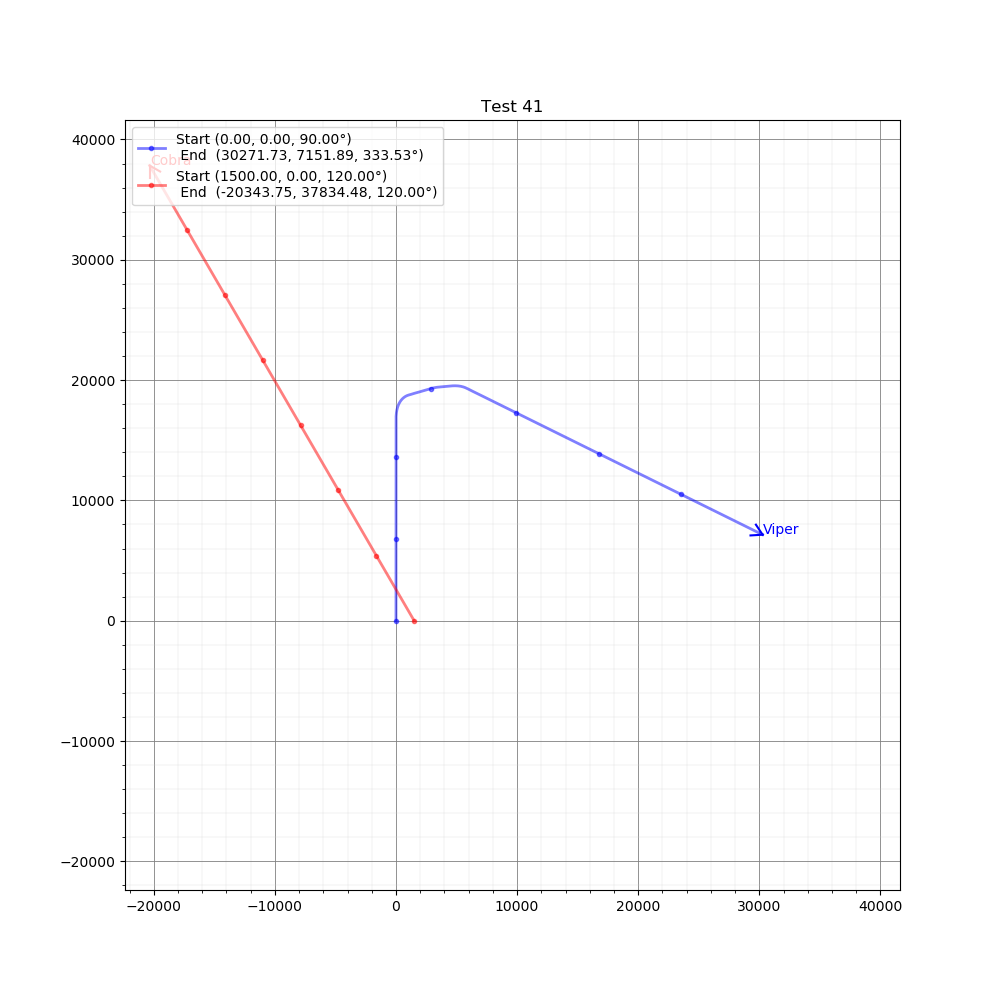 Test 41
Start (0.00, 0.00, 90.00°)
End (30271.73, 7151.89, 333.53°)
Start (1500.00, 0.00, 120.00°)
End (-20343.75, 37834.48, 120.00°)
Cobra
Viper
40000
30000
20000
10000
0
−10000
−20000
−20000 −10000 0 10000 20000 30000 40000